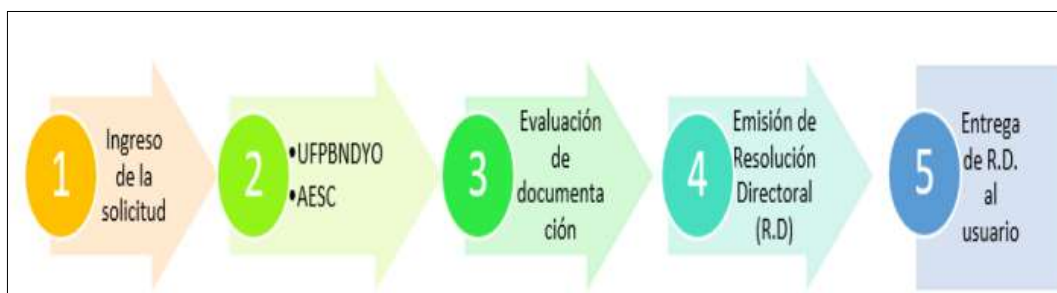 1
Ingreso
de la
solicitud
2
•UFPBNDYO
•AESC
3
Evaluación
de
documenta
ción
4
Emisión de
Resolución
Directoral
(R.D)
5
Entrega
de R.D.
al
usuario